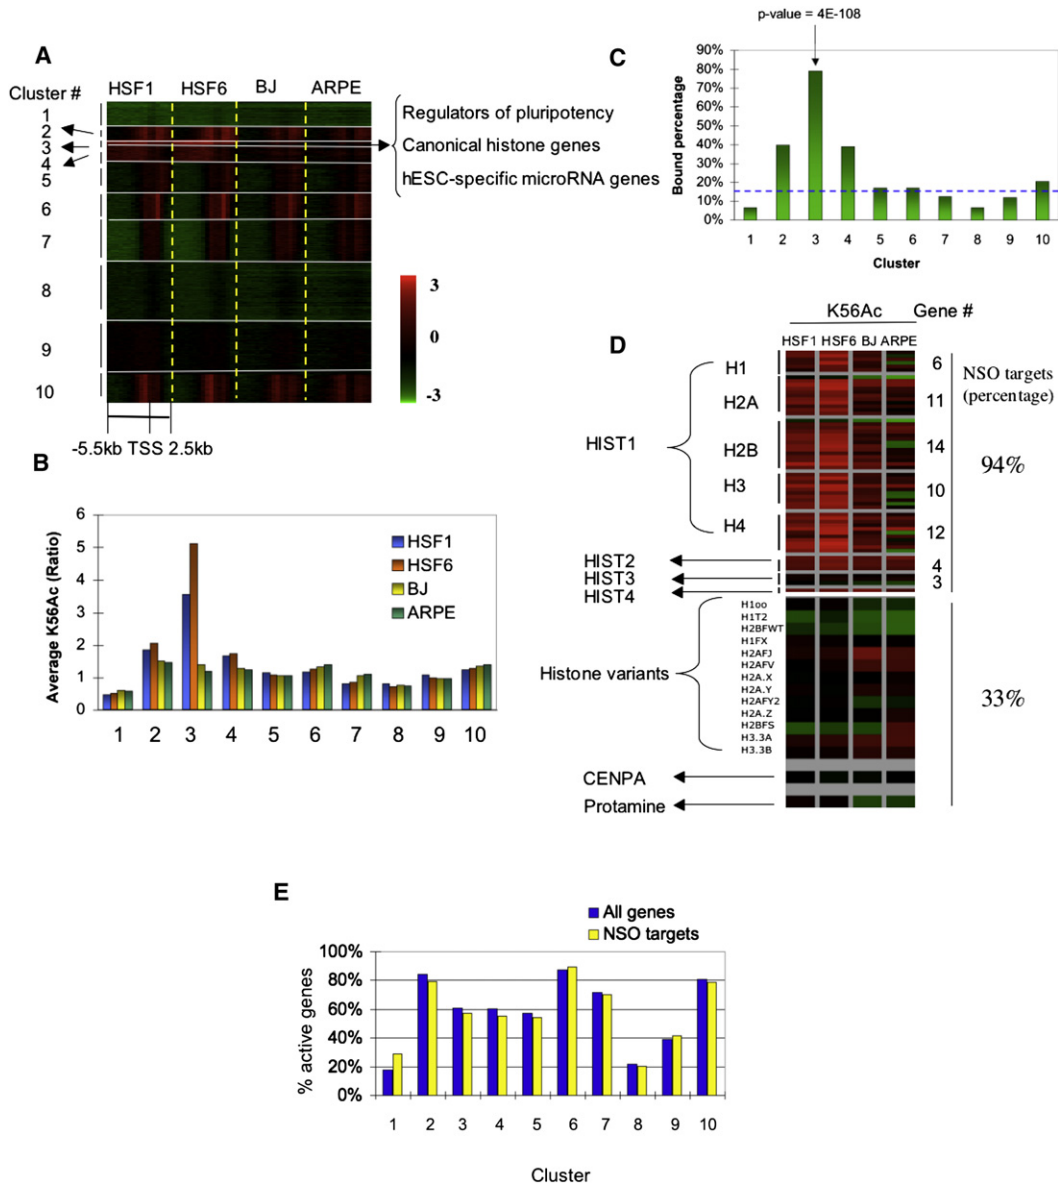 A
Cluster #
HSF1 HSF6 BJ ARPE
1
2
3
4
5
6
7
8
9
10
Regulators of pluripotency
Canonical histone genes
hESC-specific microRNA genes
3
0
-3
-5.5kb TSS 2.5kb
B
Average K56Ac (Ratio)
6
5
4
3
2
1
0
HSF1
HSF6
BJ
ARPE
1 2 3 4 5 6 7 8 9 10
p-value = 4E-108
C
Bound percentage
90%
80%
70%
60%
50%
40%
30%
20%
10%
0%
1 2 3 4 5 6 7 8 9 10
Cluster
D
K56Ac Gene #
HSF1 HSF6 BJ ARPE
NSO targets
(percentage)
HIST1
H1 6
H2A 11
H2B 14
H3 10
H4 12
94%
HIST2 4
HIST3 3
HIST4
Histone variants
H1oo
H1T2
H2BFWT
H1FX
H2AFJ
H2AFV
H2A.X
H2A.Y
H2AFY2
H2A.Z
H2BFS
H3.3A
H3.3B
33%
CENPA
Protamine
E
All genes
NSO targets
% active genes
100%
80%
60%
40%
20%
0%
1 2 3 4 5 6 7 8 9 10
Cluster